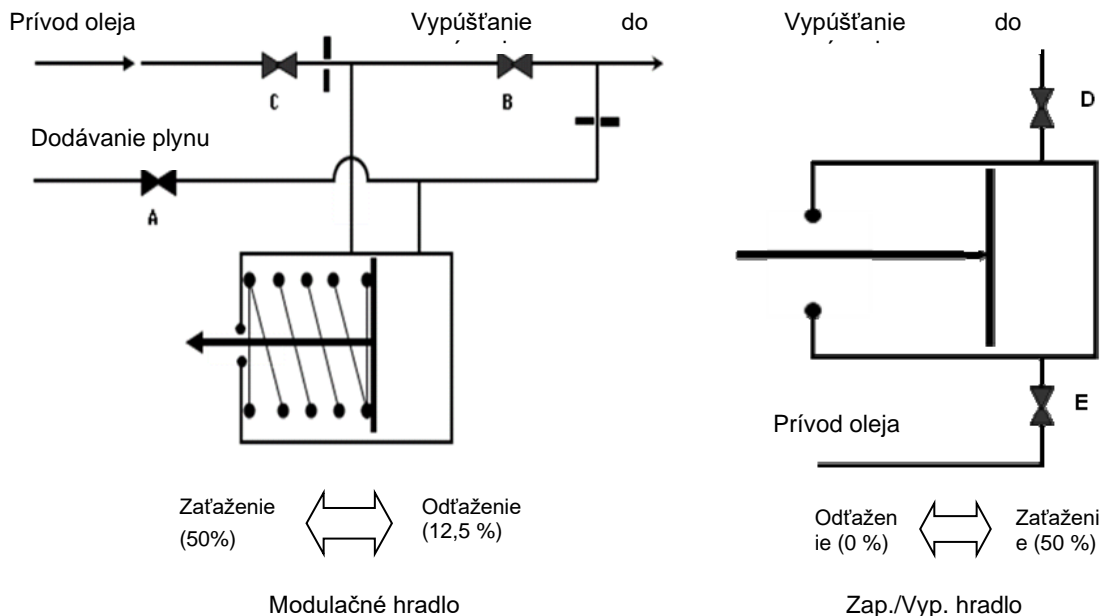 Prívod oleja
Vypúšťanie do
Vypúšťanie do
C
B
D
Dodávanie plynu
A
E
Prívod oleja
Zaťaženie
(50%)
Odťaženie
(12,5 %)
Odťažen
ie (0 %)
Zaťaženi
e (50 %)
Modulačné hradlo
Zap./Vyp. hradlo